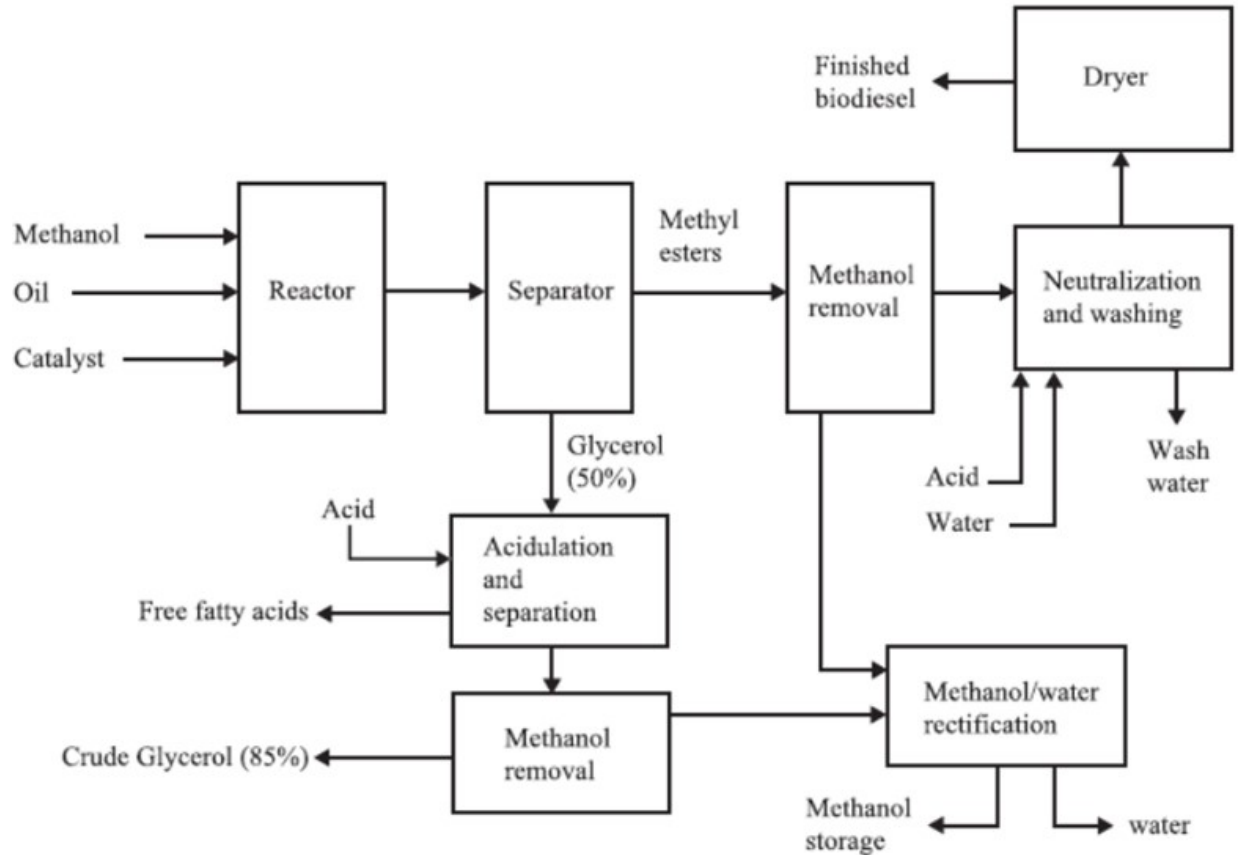 Finished
biodiesel
Dryer
Methanol
Oil
Catalyst
Reactor
Separator
Methyl
esters
Methanol
removal
Neutralization
and washing
Glycerol
(50%)
Acid
Water
Wash
water
Acid
Acidulation
and
separation
Free fatty acids
Methanol/water
rectification
Crude Glycerol (85%)
Methanol
removal
Methanol
storage
water